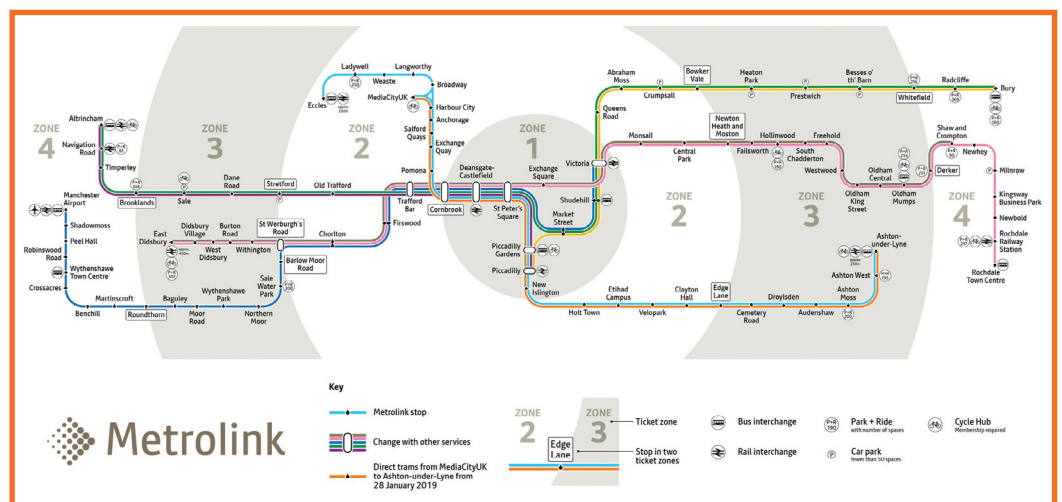 ZONE
4
ZONE
3
ZONE
2
ZONE
1
2
ZONE
3
ZONE
4
ZONE
Altrincham
Navigation
Road
Timperley
Brooklands
Sale
Dane
Road
Stretford
Old Trafford
Trafford
Bar
Cornbrook
Deansgate-
Castlefield
St Peter's
Square
Exchange
Square
Victoria
Shudehill
Market
Street
Piccadilly
Gardens
Piccadilly
New
Islington
Manchester
Airport
Shadowmoss
Peel Hall
Robinswood
Road
Wythenshawe
Town Centre
Crossacres
Benchill
Martinscroft
Roundthorn
Baguley
Moor
Road
Wythenshawe
Park
Northern
Moor
Sale
Water
Park
Barlow Moor
Road
St Werburgh's
Road
East
Didsbury
Didsbury
Village
West
Didsbury
Burton
Road
Withington
Chorlton
Firswood
Eccles
Ladywell
Weaste
Langworthy
Broadway
MediaCityUK
Harbour City
Anchorage
Salford
Quays
Exchange
Quay
Pomona
Queens
Road
Abraham
Moss
Crumpsall
Bowker
Vale
Heaton
Park
Prestwich
Besses o'
th' Barn
Whitefield
Radcliffe
Bury
Monsall
Central
Park
Newton
Heath and
Moston
Failsworth
Hollinwood
South
Chadderton
Freehold
Westwood
Oldham
King
Street
Oldham
Central
Oldham
Mumps
Derker
Shaw and
Crompton
Newhey
Milnrow
Kingsway
Business Park
Newbold
Rochdale
Railway
Station
Rochdale
Town Centre
Holt Town
Etihad
Campus
Velopark
Clayton
Hall
Edge
Lane
Cemetery
Road
Droylsden
Audenshaw
Ashton
Moss
Ashton West
Ashton-
under-Lyne
Metrolink
Key
Metrolink stop
Change with other services
Direct trams from MediaCityUK
to Ashton-under-Lyne from
28 January 2019
ZONE
2
ZONE
3
Edge
Lane
Ticket zone
Stop in two
ticket zones
Bus interchange
Rail interchange
P+R
190
Park + Ride
with number of spaces
P
Car park
fewer than 50 spaces
Cycle Hub
Membership required